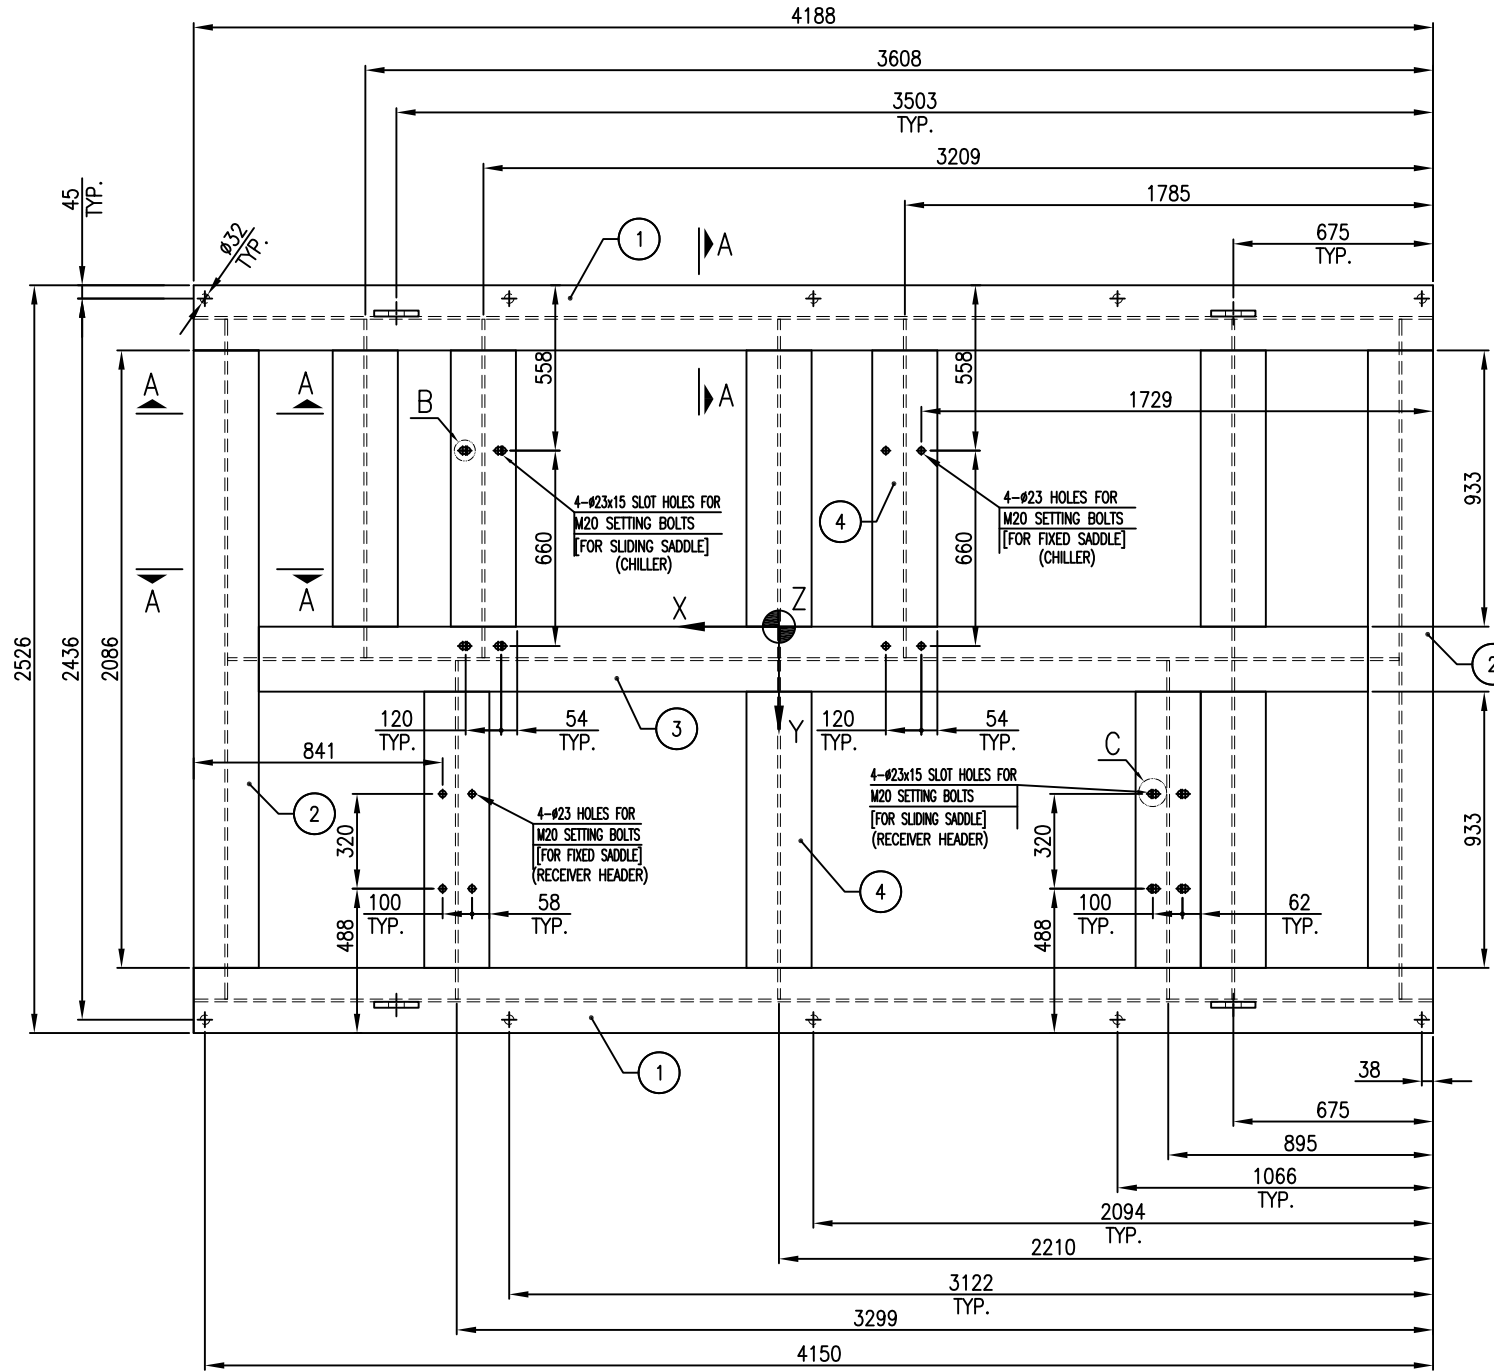 4188
3608
3503
TYP.
3209
1785
675
TYP.
45
TYP.
ø32
TYP.
1
A
558
558
A
A
A
B
1729
933
4-ø23x15 SLOT HOLES FOR
M20 SETTING BOLTS
[FOR SLIDING SADDLE]
(CHILLER)
660
4
4-ø23 HOLES FOR
M20 SETTING BOLTS
[FOR FIXED SADDLE]
(CHILLER)
660
A
A
X
Z
2526
2436
2086
2
3
Y
120
TYP.
54
TYP.
120
TYP.
54
TYP.
841
C
2
4-ø23x15 SLOT HOLES FOR
M20 SETTING BOLTS
[FOR SLIDING SADDLE]
(RECEIVER HEADER)
4-ø23 HOLES FOR
M20 SETTING BOLTS
[FOR FIXED SADDLE]
(RECEIVER HEADER)
320
320
933
4
100
TYP.
58
TYP.
100
TYP.
62
TYP.
488
488
1
38
675
895
1066
TYP.
2094
TYP.
2210
3122
TYP.
3299
4150